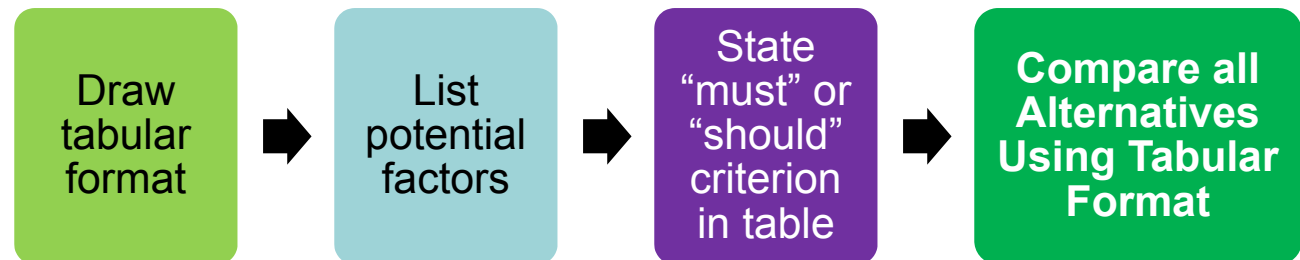 Draw
tabular
format
List
potential
factors
State
“must” or
“should”
criterion
in table
Compare all
Alternatives
Using Tabular
Format